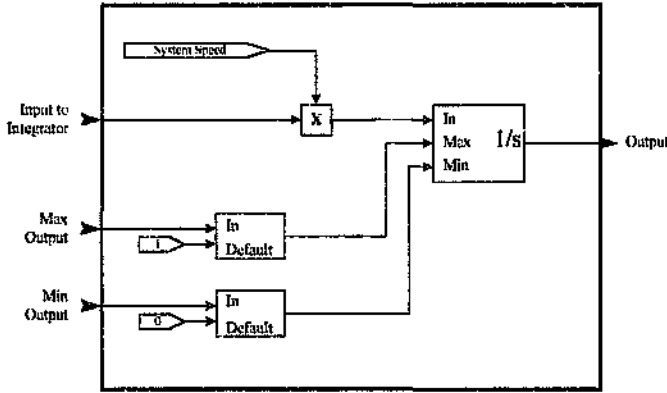 System Speed
Input to
Integrator
X
In
Max
Min
1/s
Output
Max
Output
In
1
Default
Min
Output
In
0
Default